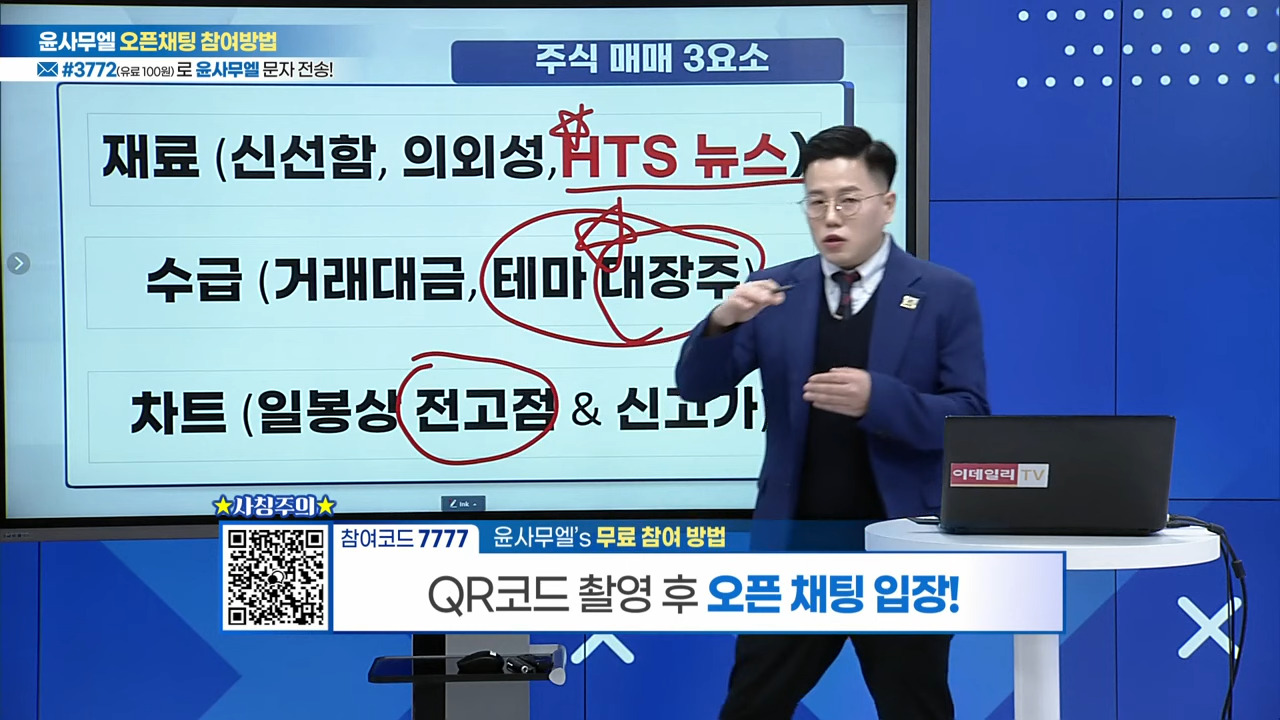 윤사무엘 오픈채팅 참여방법
#3772(유료 100원)로 윤사무엘 문자 전송!
주식 매매 3요소
재료 (신선함, 의외성, HTS 뉴스)
수급 (거래대금, 테마 대장주)
차트 (일봉상 전고점 & 신고가)
Ink
이데일리 TV
★사칭주의★
참여코드 7777
윤사무엘's 무료 참여 방법
QR코드 촬영 후 오픈 채팅 입장!